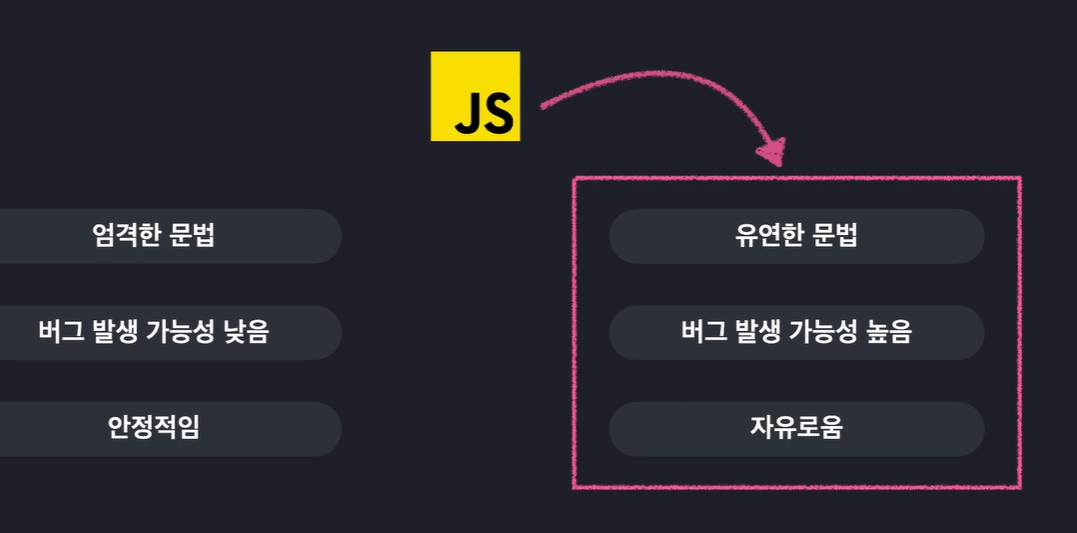 JS
엄격한 문법
유연한 문법
버그 발생 가능성 낮음
버그 발생 가능성 높음
안정적임
자유로움